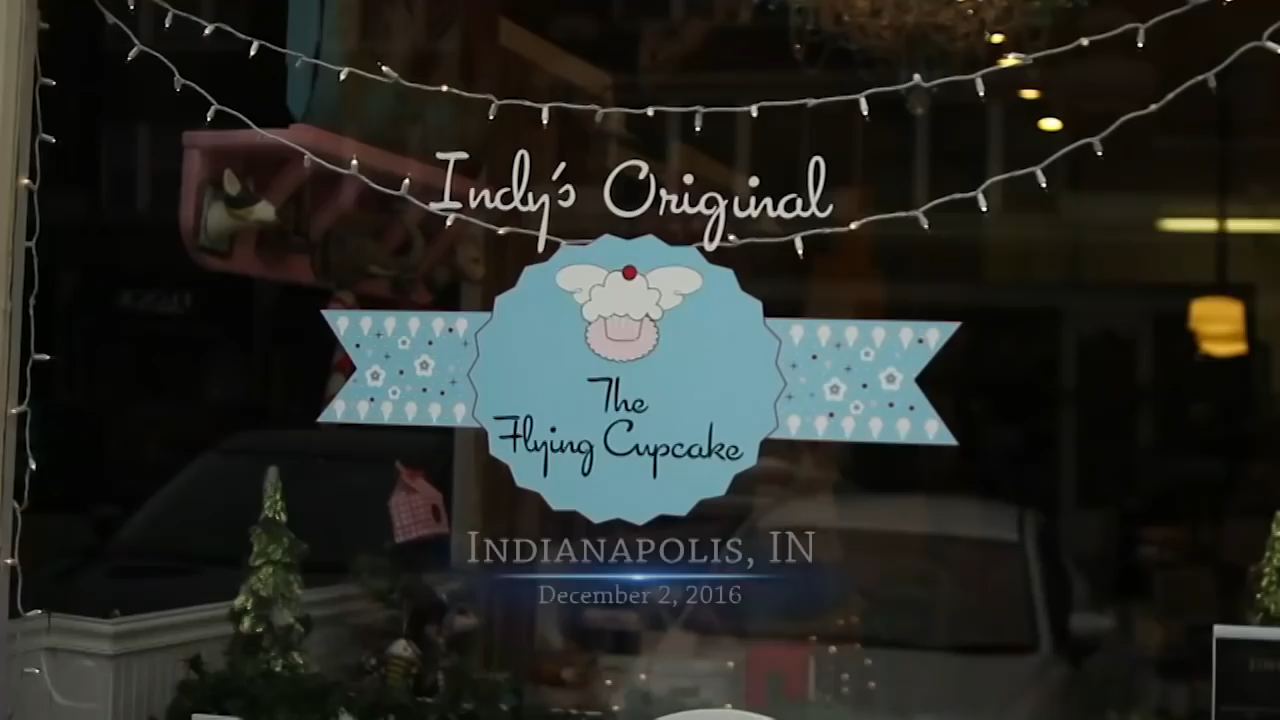 Indy's Original
The
Flying Cupcake
Indianapolis, IN
December 2, 2016